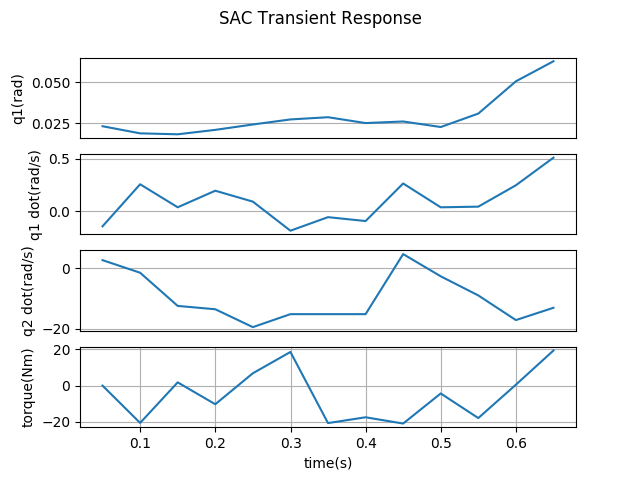 SAC Transient Response
0.050
0.025
q1(rad)
0.5
0.0
q1 dot(rad/s)
0
−20
q2 dot(rad/s)
20
0
−20
torque(Nm)
0.1 0.2 0.3 0.4 0.5 0.6
time(s)